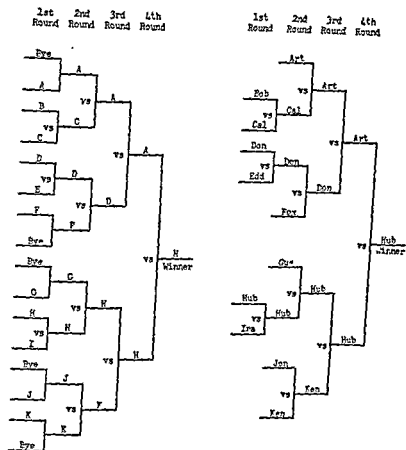 1st 2nd 3rd 4th
Round Round Round Round
Bye
A
A
vs A
B
vs C
C
vs A
D
vs D
E
vs D
F
F
Bye
vs H
Winner
Bye
G
G
vs H
H
vs H
I
vs H
Bye
J
J
vs K
K
K
Bye
1st 2nd 3rd 4th
Round Round Round Round
Art
vs Art
Bob
vs Cal
Cal
vs Art
Don
vs Don
Edd
vs Don
Fox
vs Hub
Winner
Gus
vs Hub
Hub
vs Hub
Ira
vs Hub
Jon
vs Ken
Ken